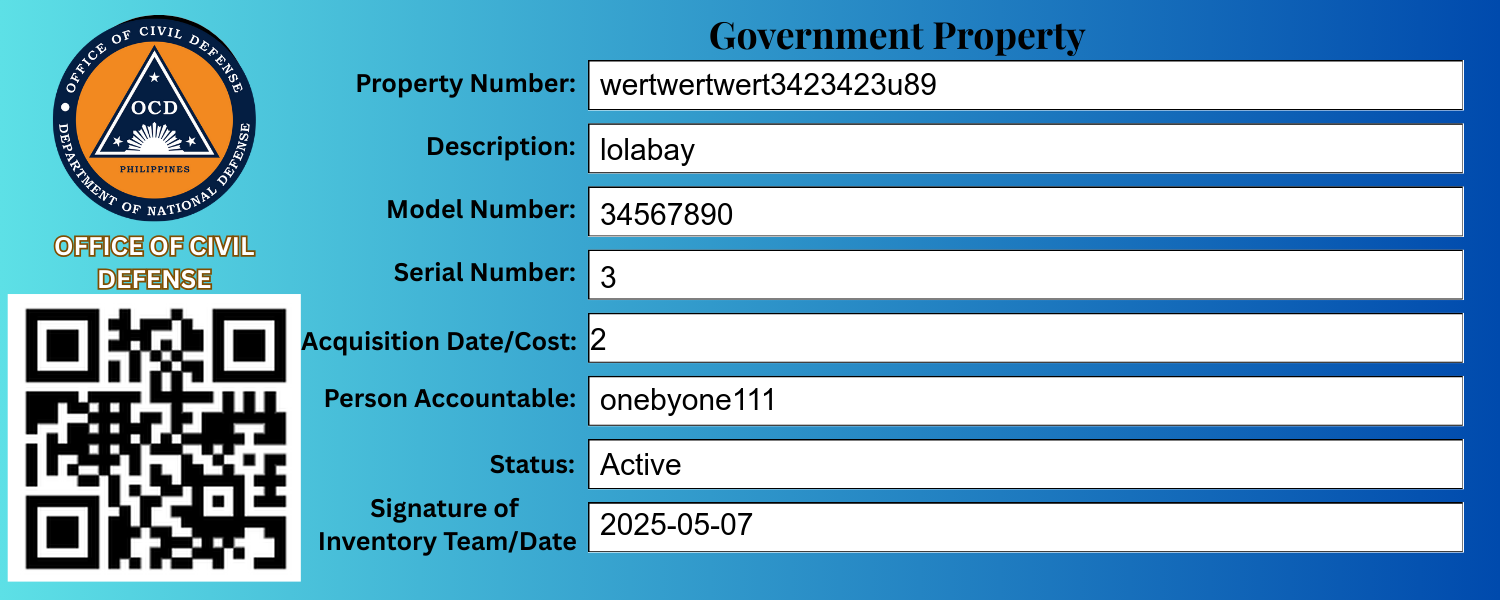 OFFICE OF CIVIL DEFENSE
OCD
PHILIPPINES
DEPARTMENT OF NATIONAL DEFENSE
OFFICE OF CIVIL
DEFENSE
Government Property
Property Number: wertwertwert3423423u89
Description: lolabay
Model Number: 34567890
Serial Number: 3
Acquisition Date/Cost: 2
Person Accountable: onebyone111
Status: Active
Signature of
Inventory Team/Date 2025-05-07